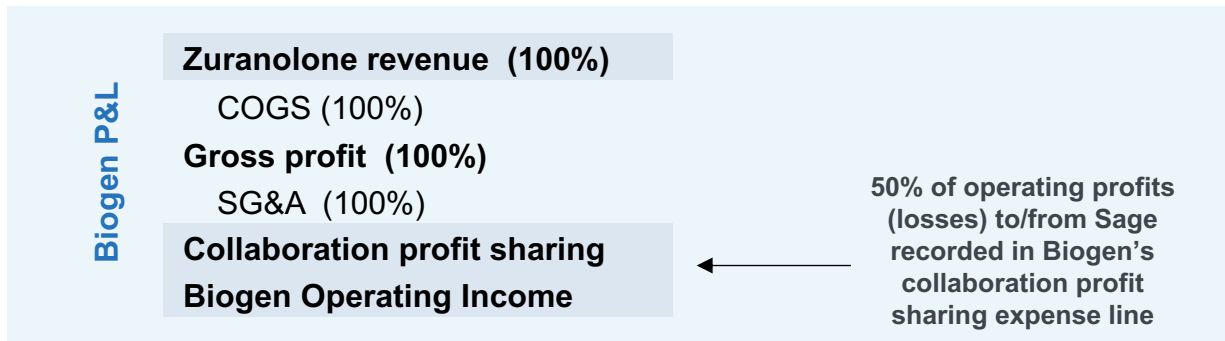 Biogen P&L
Zuranolone revenue (100%)
COGS (100%)
Gross profit (100%)
SG&A (100%)
Collaboration profit sharing
Biogen Operating Income
50% of operating profits
(losses) to/from Sage
recorded in Biogen's
collaboration profit
sharing expense line